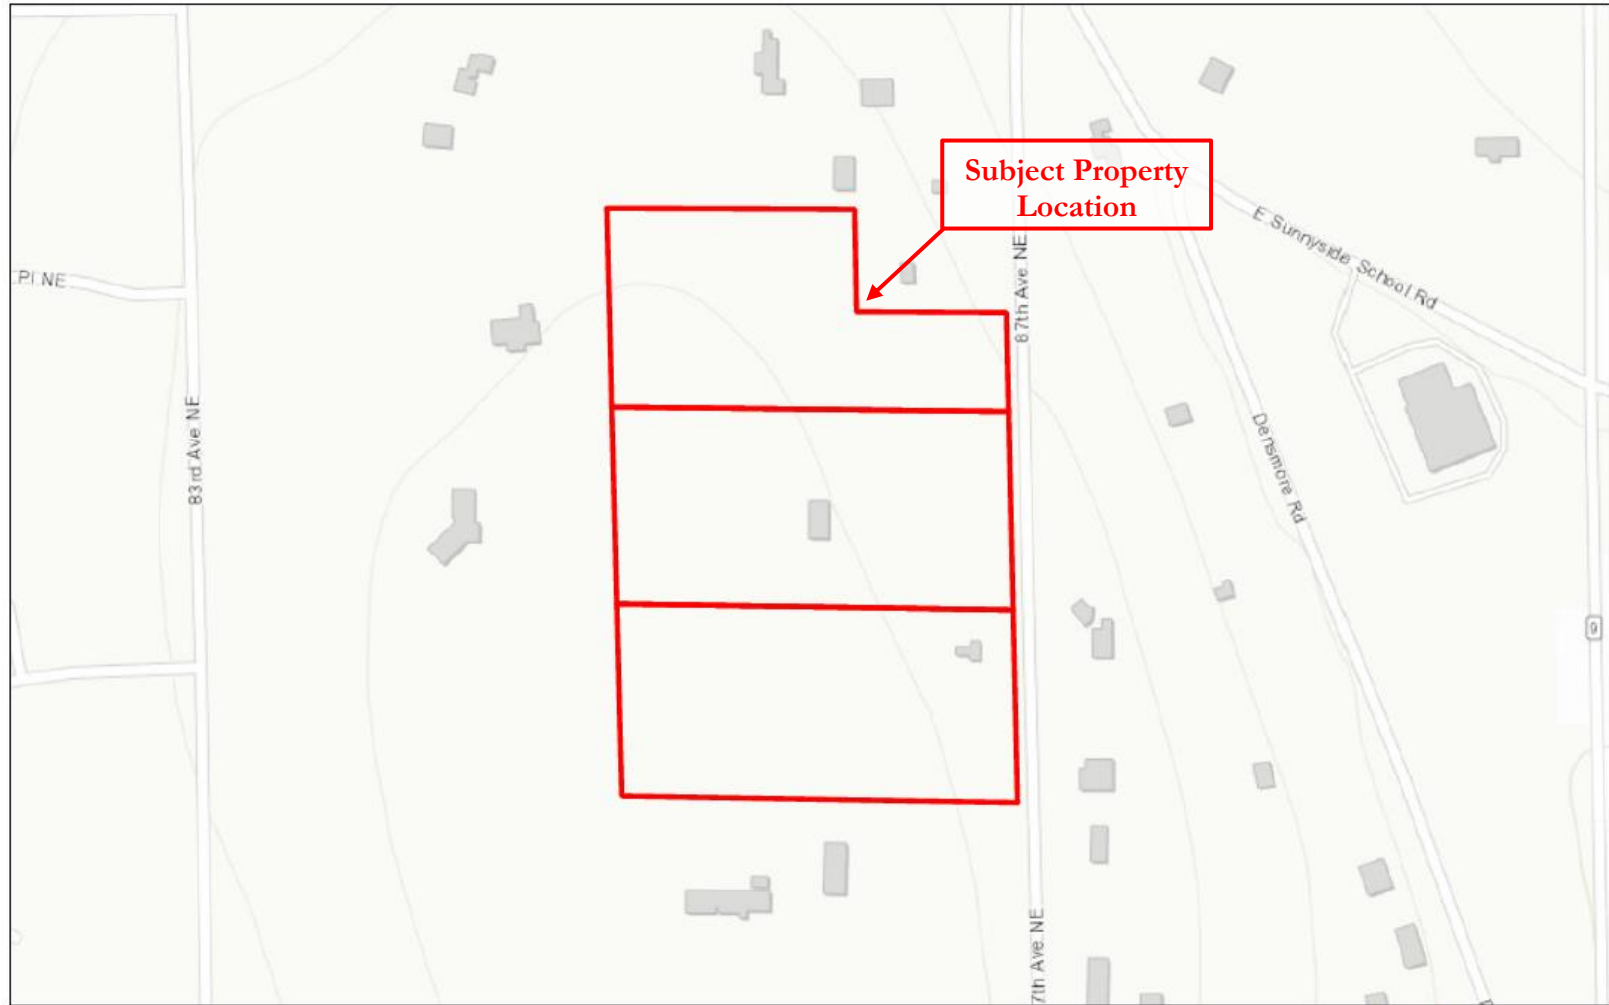 Subject Property
Location
E Sunnyside School Rd
Pl NE
87th Ave NE
83rd Ave NE
Densmore Rd
9
7th Ave NE